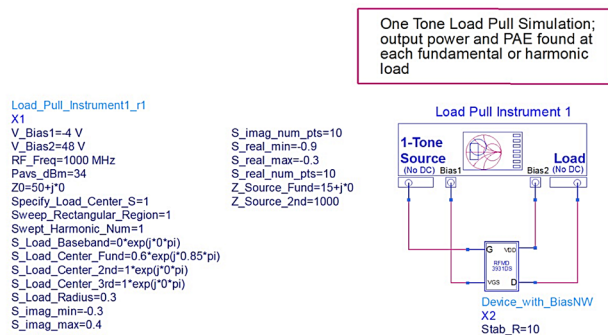 One Tone Load Pull Simulation;
output power and PAE found at
each fundamental or harmonic
load
Load_Pull_Instrument1_r1
X1
V_Bias1=-4 V
V_Bias2=48 V
RF_Freq=1000 MHz
Pavs_dBm=34
Z0=50+j*0
Specify_Load_Center_S=1
Sweep_Rectangular_Region=1
Swept_Harmonic_Num=1
S_Load_Baseband=0*exp(j*0*pi)
S_Load_Center_Fund=0.6*exp(j*0.85*pi)
S_Load_Center_2nd=1*exp(j*0*pi)
S_Load_Center_3rd=1*exp(j*0*pi)
S_Load_Radius=0.3
S_imag_min=-0.3
S_imag_max=0.4
S_imag_num_pts=10
S_real_min=-0.9
S_real_max=-0.3
S_real_num_pts=10
Z_Source_Fund=15+j*0
Z_Source_2nd=1000
Load Pull Instrument 1
1-Tone
Source
(No DC)
Bias1
Bias2
Load
(No DC)
G
VDD
RFMD
3931DS
VGS
D
Device_with_BiasNW
X2
Stab_R=10